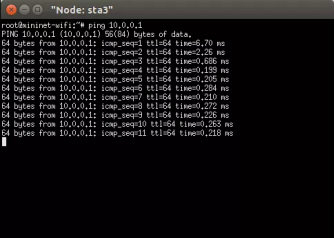 "Node: sta3"
root@mininet-wifi:~# ping 10.0.0.1
PING 10.0.0.1 (10.0.0.1) 56(84) bytes of data.
64 bytes from 10.0.0.1: icmp_seq=1 ttl=64 time=6.70 ms
64 bytes from 10.0.0.1: icmp_seq=2 ttl=64 time=2.26 ms
64 bytes from 10.0.0.1: icmp_seq=3 ttl=64 time=0.686 ms
64 bytes from 10.0.0.1: icmp_seq=4 ttl=64 time=0.199 ms
64 bytes from 10.0.0.1: icmp_seq=5 ttl=64 time=0.205 ms
64 bytes from 10.0.0.1: icmp_seq=6 ttl=64 time=0.284 ms
64 bytes from 10.0.0.1: icmp_seq=7 ttl=64 time=0.210 ms
64 bytes from 10.0.0.1: icmp_seq=8 ttl=64 time=0.272 ms
64 bytes from 10.0.0.1: icmp_seq=9 ttl=64 time=0.226 ms
64 bytes from 10.0.0.1: icmp_seq=10 ttl=64 time=0.263 ms
64 bytes from 10.0.0.1: icmp_seq=11 ttl=64 time=0.218 ms